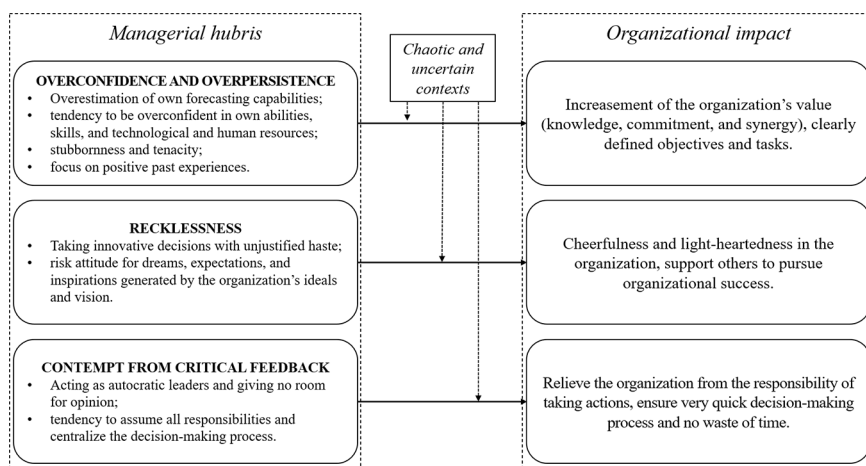 Managerial hubris
OVERCONFIDENCE AND OVERPERSISTENCE
• Overestimation of own forecasting capabilities;
• tendency to be overconfident in own abilities,
skills, and technological and human resources;
• stubbornness and tenacity;
• focus on positive past experiences.
RECKLESSNESS
• Taking innovative decisions with unjustified haste;
• risk attitude for dreams, expectations, and
inspirations generated by the organization's ideals
and vision.
CONTEMPT FROM CRITICAL FEEDBACK
• Acting as autocratic leaders and giving no room
for opinion;
• tendency to assume all responsibilities and
centralize the decision-making process.
Chaotic and
uncertain
contexts
Organizational impact
Increasement of the organization's value
(knowledge, commitment, and synergy), clearly
defined objectives and tasks.
Cheerfulness and light-heartedness in the
organization, support others to pursue
organizational success.
Relieve the organization from the responsibility of
taking actions, ensure very quick decision-making
process and no waste of time.